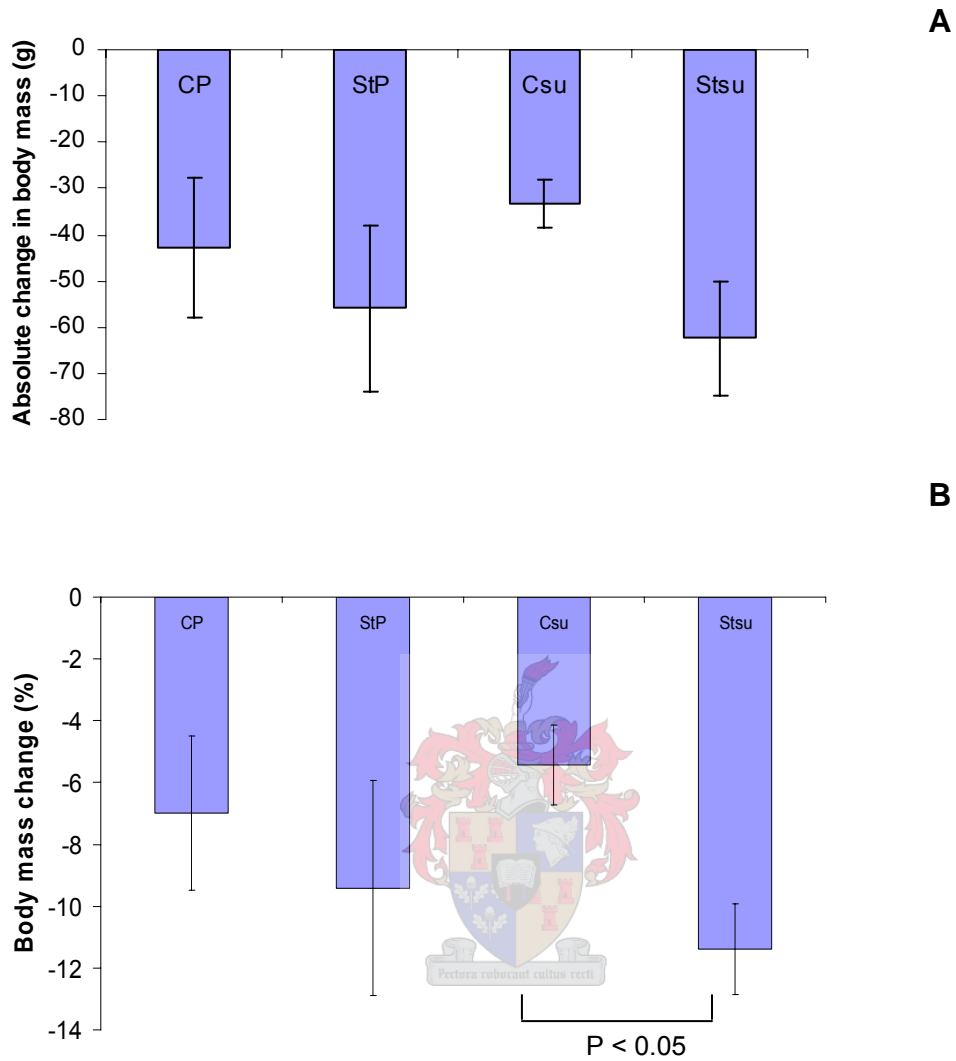 A
Absolute change in body mass (g)
0
-10
-20
-30
-40
-50
-60
-70
-80
CP
StP
Csu
Stsu
B
Body mass change (%)
0
-2
-4
-6
-8
-10
-12
-14
CP
StP
Csu
Stsu
Pectora roborant cultus recti
P < 0.05